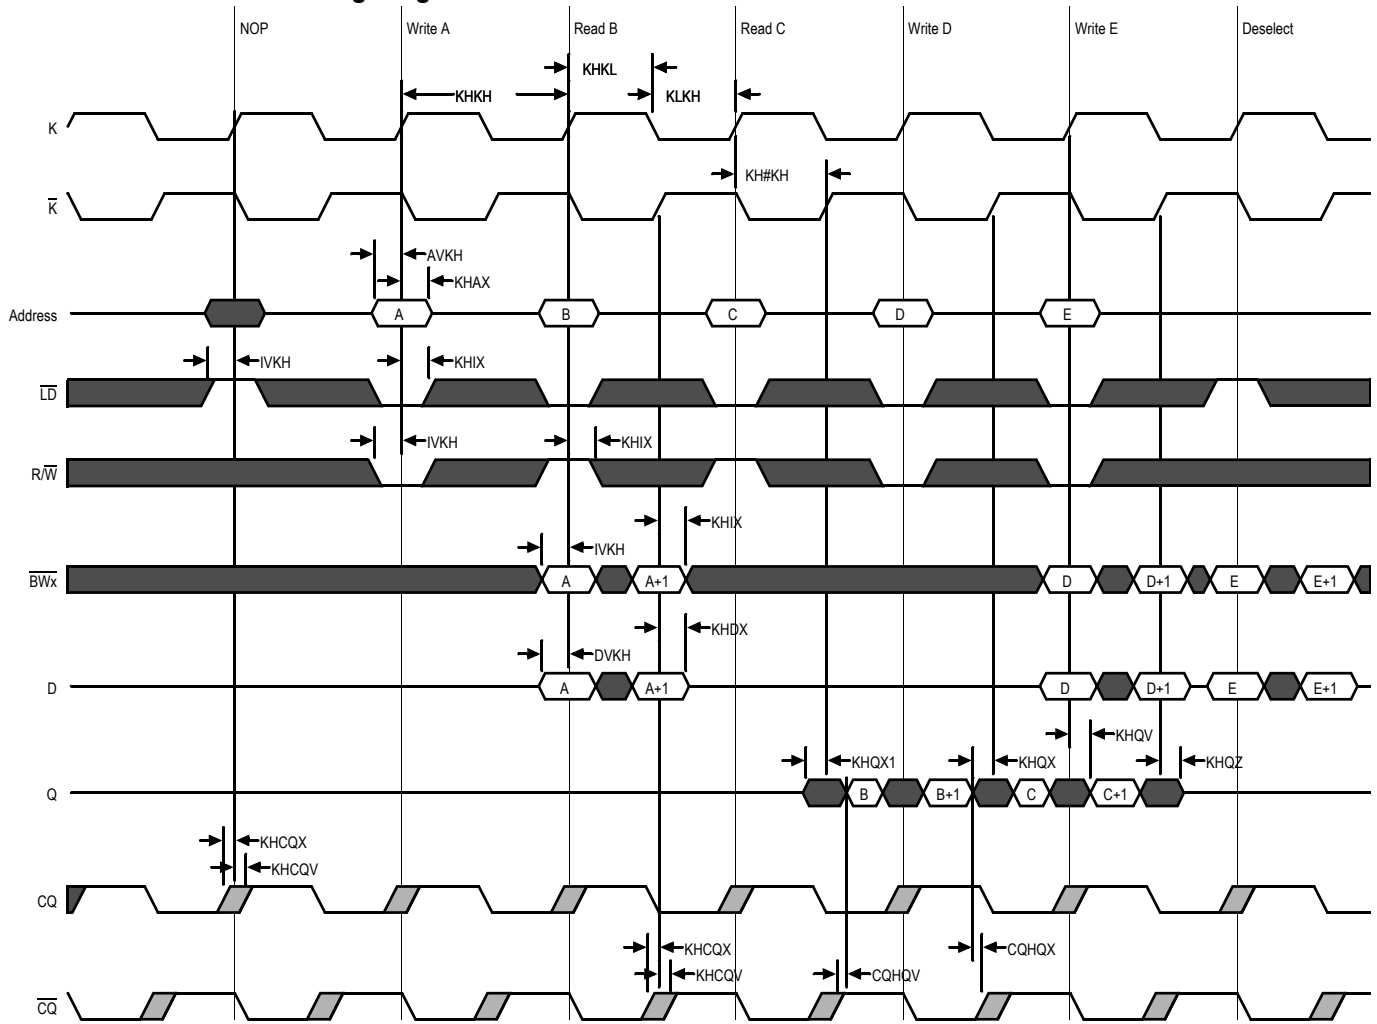 NOP Write A Read B Read C Write D Write E Deselect
KHKL
KHKH KLKH
K
KH#KH
K
AVKH
KHAX
Address A B C D E
IVKH KHIX
LD
IVKH KHIX
R/W
KHIX
IVKH
BWx A A+1 D D+1 E E+1
KHDX
DVKH
D A A+1 D D+1 E E+1
KHQV
KHQX1 KHQX KHQZ
Q B B+1 C C+1
KHCQX
KHCQV
CQ
KHCQX CQHQX
KHCQV CQHQV
CQ